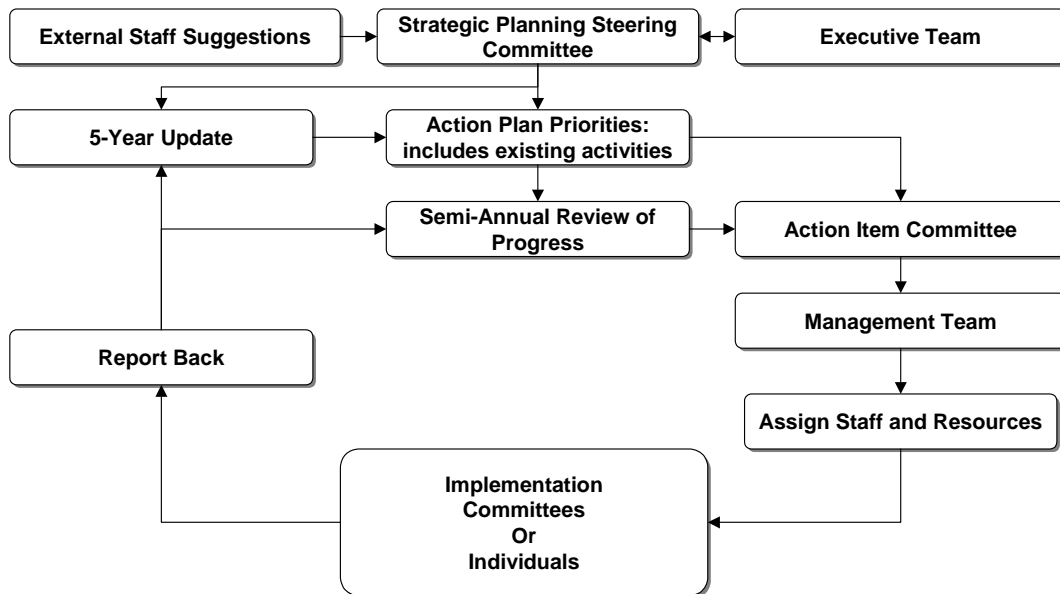 External Staff Suggestions
Strategic Planning Steering
Committee
Executive Team
5-Year Update
Action Plan Priorities:
includes existing activities
Semi-Annual Review of
Progress
Action Item Committee
Management Team
Report Back
Assign Staff and Resources
Implementation
Committees
Or
Individuals